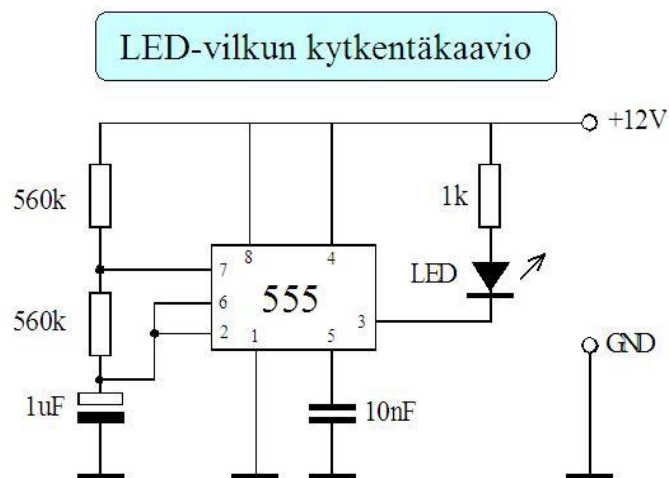 LED-vilkun kytkentäkaavio
+12V
560k
1k
8
4
7
LED
6
555
560k
2
3
1
5
GND
1uF
10nF